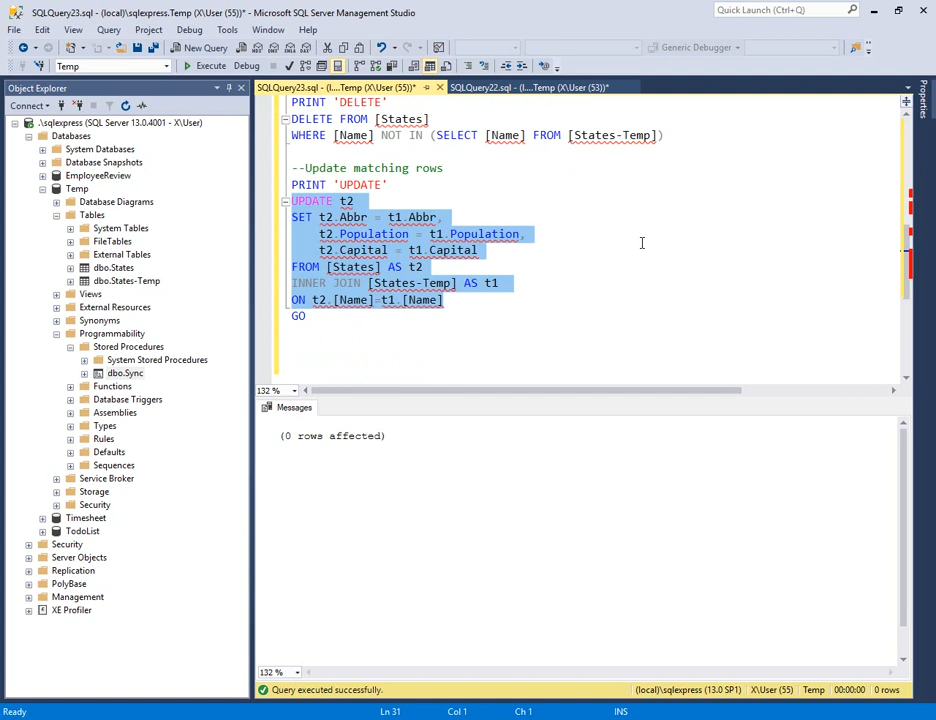 SQLQuery23.sql - (l....Temp (X\User (55))* - Microsoft SQL Server Management Studio
Quick Launch (Ctrl+Q)
File Edit View Query Project Debug Tools Window Help
New Query
Generic Debugger
Temp
Execute Debug
Object Explorer
SQLQuery23.sql - (l....Temp (X\User (55))*
SQLQuery22.sql - (l....Temp (X\User (53))*
Properties
Connect
.\sqlexpress (SQL Server 13.0.4001 - X\User)
Databases
System Databases
Database Snapshots
EmployeeReview
Temp
Database Diagrams
Tables
System Tables
FileTables
External Tables
dbo.States
dbo.States-Temp
Views
External Resources
Synonyms
Programmability
Stored Procedures
System Stored Procedures
dbo.Sync
Functions
Database Triggers
Assemblies
Types
Rules
Defaults
Sequences
Service Broker
Storage
Security
Timesheet
TodoList
Security
Server Objects
Replication
PolyBase
Management
XE Profiler
PRINT 'DELETE'
DELETE FROM [States]
WHERE [Name] NOT IN (SELECT [Name] FROM [States-Temp])
--Update matching rows
PRINT 'UPDATE'
UPDATE t2
SET t2.Abbr = t1.Abbr,
t2.Population = t1.Population,
t2.Capital = t1.Capital
FROM [States] AS t2
INNER JOIN [States-Temp] AS t1
ON t2.[Name]=t1.[Name]
GO
132 %
Messages
(0 rows affected)
132 %
Query executed successfully.
(local)\sqlexpress (13.0 SP1) X\User (55) Temp 00:00:00 0 rows
Ready Ln 31 Col 1 Ch 1 INS